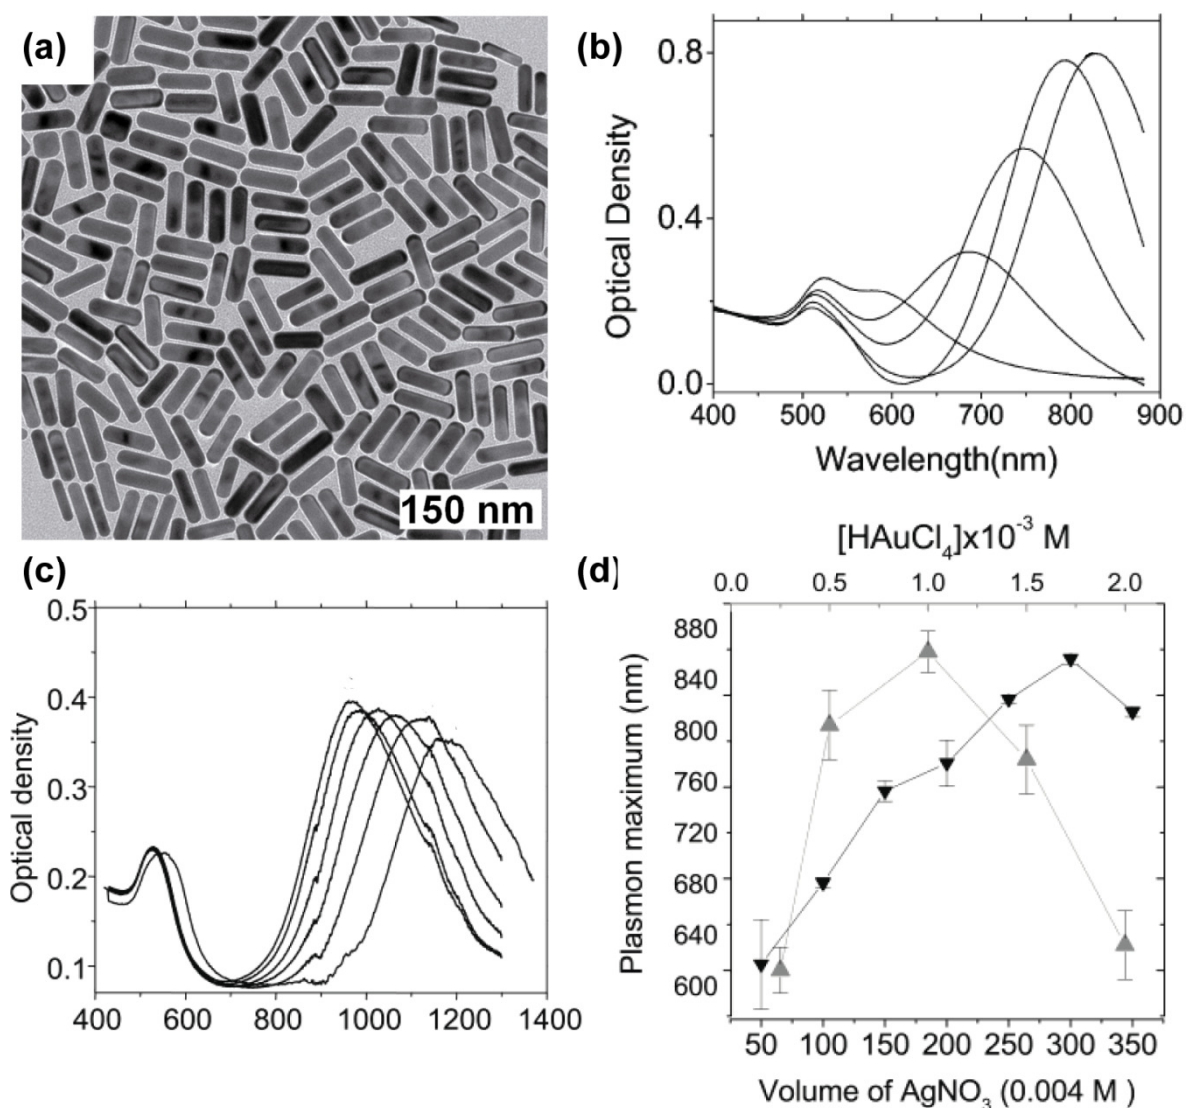 (a)
150 nm
(b)
0.8
0.4
0.0
Optical Density
400 500 600 700 800 900
Wavelength(nm)
(c)
0.5
0.4
0.3
0.2
0.1
Optical density
400 600 800 1000 1200 1400
(d)
[HAuCl₄]x10⁻³ M
0.0 0.5 1.0 1.5 2.0
880
840
800
760
720
680
640
600
Plasmon maximum (nm)
50 100 150 200 250 300 350
Volume of AgNO₃ (0.004 M )